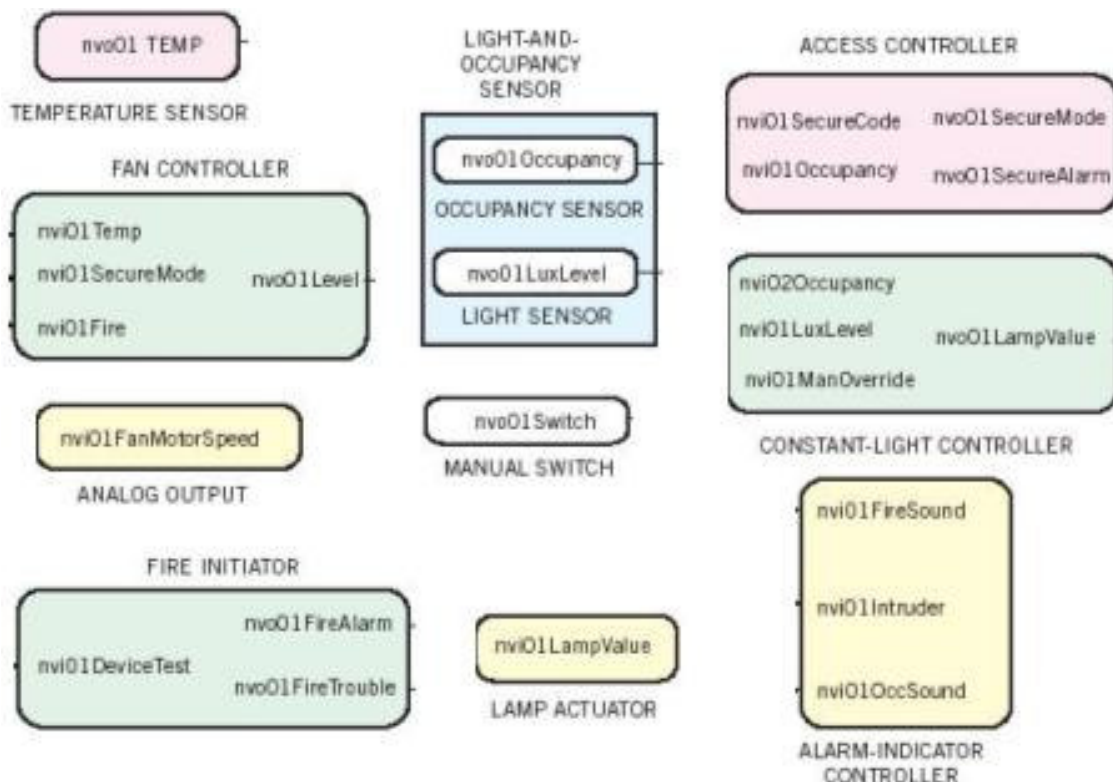 nvo01 TEMP
TEMPERATURE SENSOR
FAN CONTROLLER
nvi01Temp
nvi01SecureMode
nvo01Level
nvi01Fire
nvi01FanMotorSpeed
ANALOG OUTPUT
FIRE INITIATOR
nvo01FireAlarm
nvi01DeviceTest
nvo01FireTrouble
LIGHT-AND-
OCCUPANCY
SENSOR
nvo01Occupancy
OCCUPANCY SENSOR
nvo01LuxLevel
LIGHT SENSOR
nvo01Switch
MANUAL SWITCH
nvi01LampValue
LAMP ACTUATOR
ACCESS CONTROLLER
nvi01SecureCode
nvo01SecureMode
nvi01Occupancy
nvo01SecureAlarm
nvi02Occupancy
nvi01LuxLevel
nvo01LampValue
nvi01ManOverride
CONSTANT-LIGHT CONTROLLER
nvi01FireSound
nvi01Intruder
nvi01OccSound
ALARM-INDICATOR
CONTROLLER